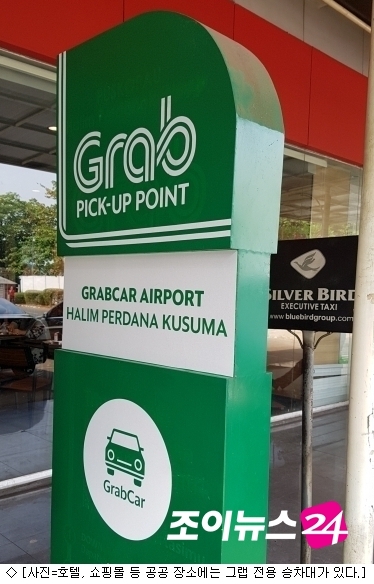 Grab
PICK-UP POINT
GRABCAR AIRPORT
HALIM PERDANA KUSUMA
GrabCar
SILVER BIRD
EXECUTIVE TAXI
www.bluebirdgroup.com
조이뉴스24
◇ [사진=호텔, 쇼핑몰 등 공공 장소에는 그랩 전용 승차대가 있다.]